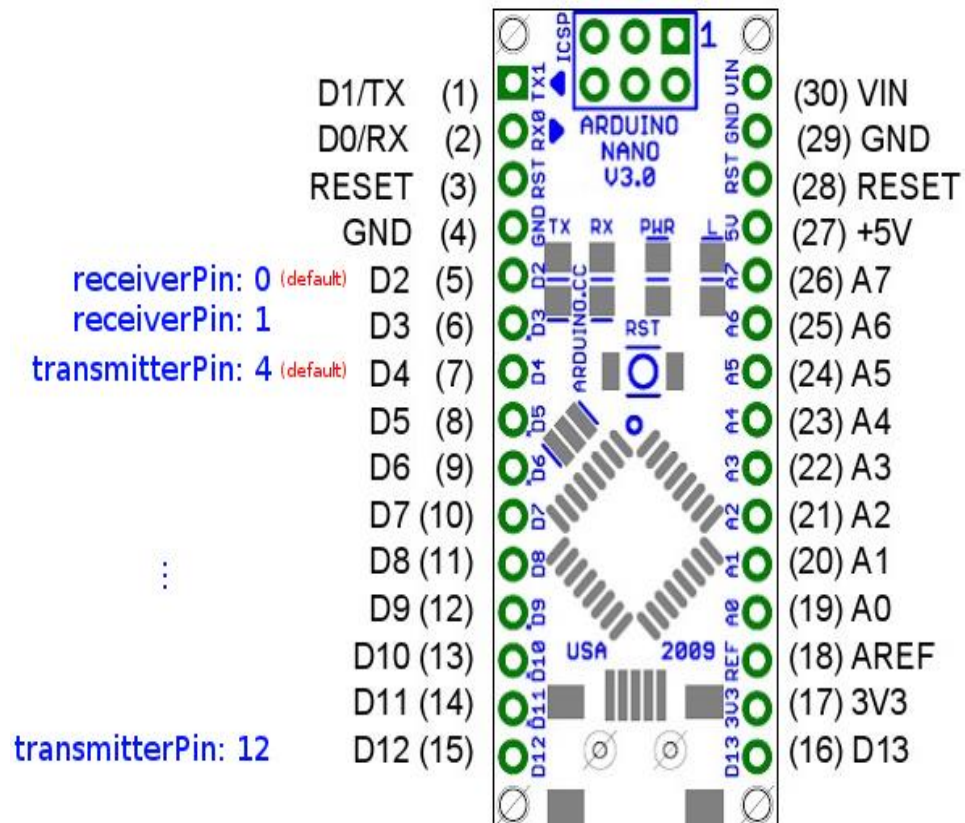 ICSP
1
D1/TX (1) TX1 VIN (30) VIN
D0/RX (2) RX0 ARDUINO GND (29) GND
NANO
RESET (3) RST V3.0 RST (28) RESET
GND (4) GND TX RX PWR L 5V (27) +5V
receiverPin: 0 (default) D2 (5) D2 A7 (26) A7
ARDUINO.CC
receiverPin: 1 D3 (6) D3 RST A6 (25) A6
transmitterPin: 4 (default) D4 (7) D4 A5 (24) A5
D5 (8) D5 A4 (23) A4
D6 (9) D6 A3 (22) A3
D7 (10) D7 A2 (21) A2
⋮ D8 (11) D8 A1 (20) A1
D9 (12) D9 A0 (19) A0
D10 (13) D10 USA 2009 REF (18) AREF
D11 (14) D11 3V3 (17) 3V3
transmitterPin: 12 D12 (15) D12 D13 (16) D13